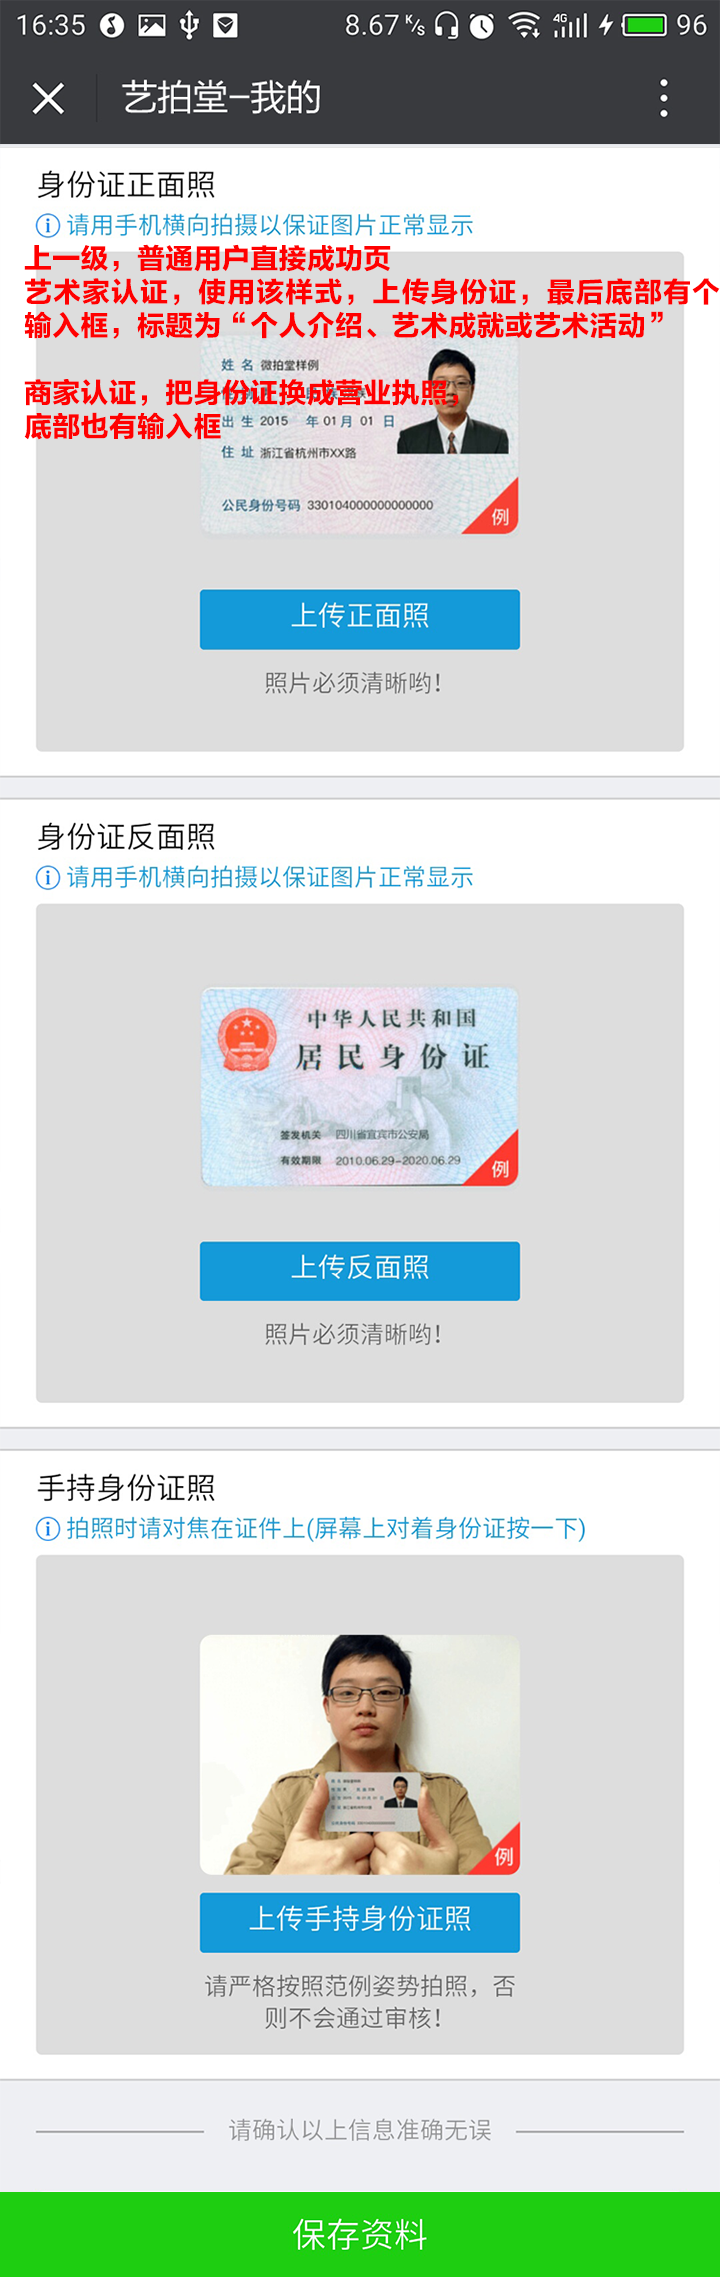 16:35 8.67 K/s 4G 96
艺拍堂-我的
身份证正面照
请用手机横向拍摄以保证图片正常显示
上一级，普通用户直接成功页
艺术家认证，使用该样式，上传身份证，最后底部有个
输入框，标题为“个人介绍、艺术成就或艺术活动”
姓名 微拍堂样例
商家认证，把身份证换成营业执照，
底部也有输入框
出生 2015 年 01 月 01 日
住址 浙江省杭州市XX路
公民身份号码 330104000000000000
例
上传正面照
照片必须清晰哟！
身份证反面照
请用手机横向拍摄以保证图片正常显示
中华人民共和国
居民身份证
签发机关 四川省宜宾市公安局
有效期限 2010.06.29-2020.06.29
例
上传反面照
照片必须清晰哟！
手持身份证照
拍照时请对焦在证件上(屏幕上对着身份证按一下)
例
上传手持身份证照
请严格按照范例姿势拍照，否
则不会通过审核！
请确认以上信息准确无误
保存资料